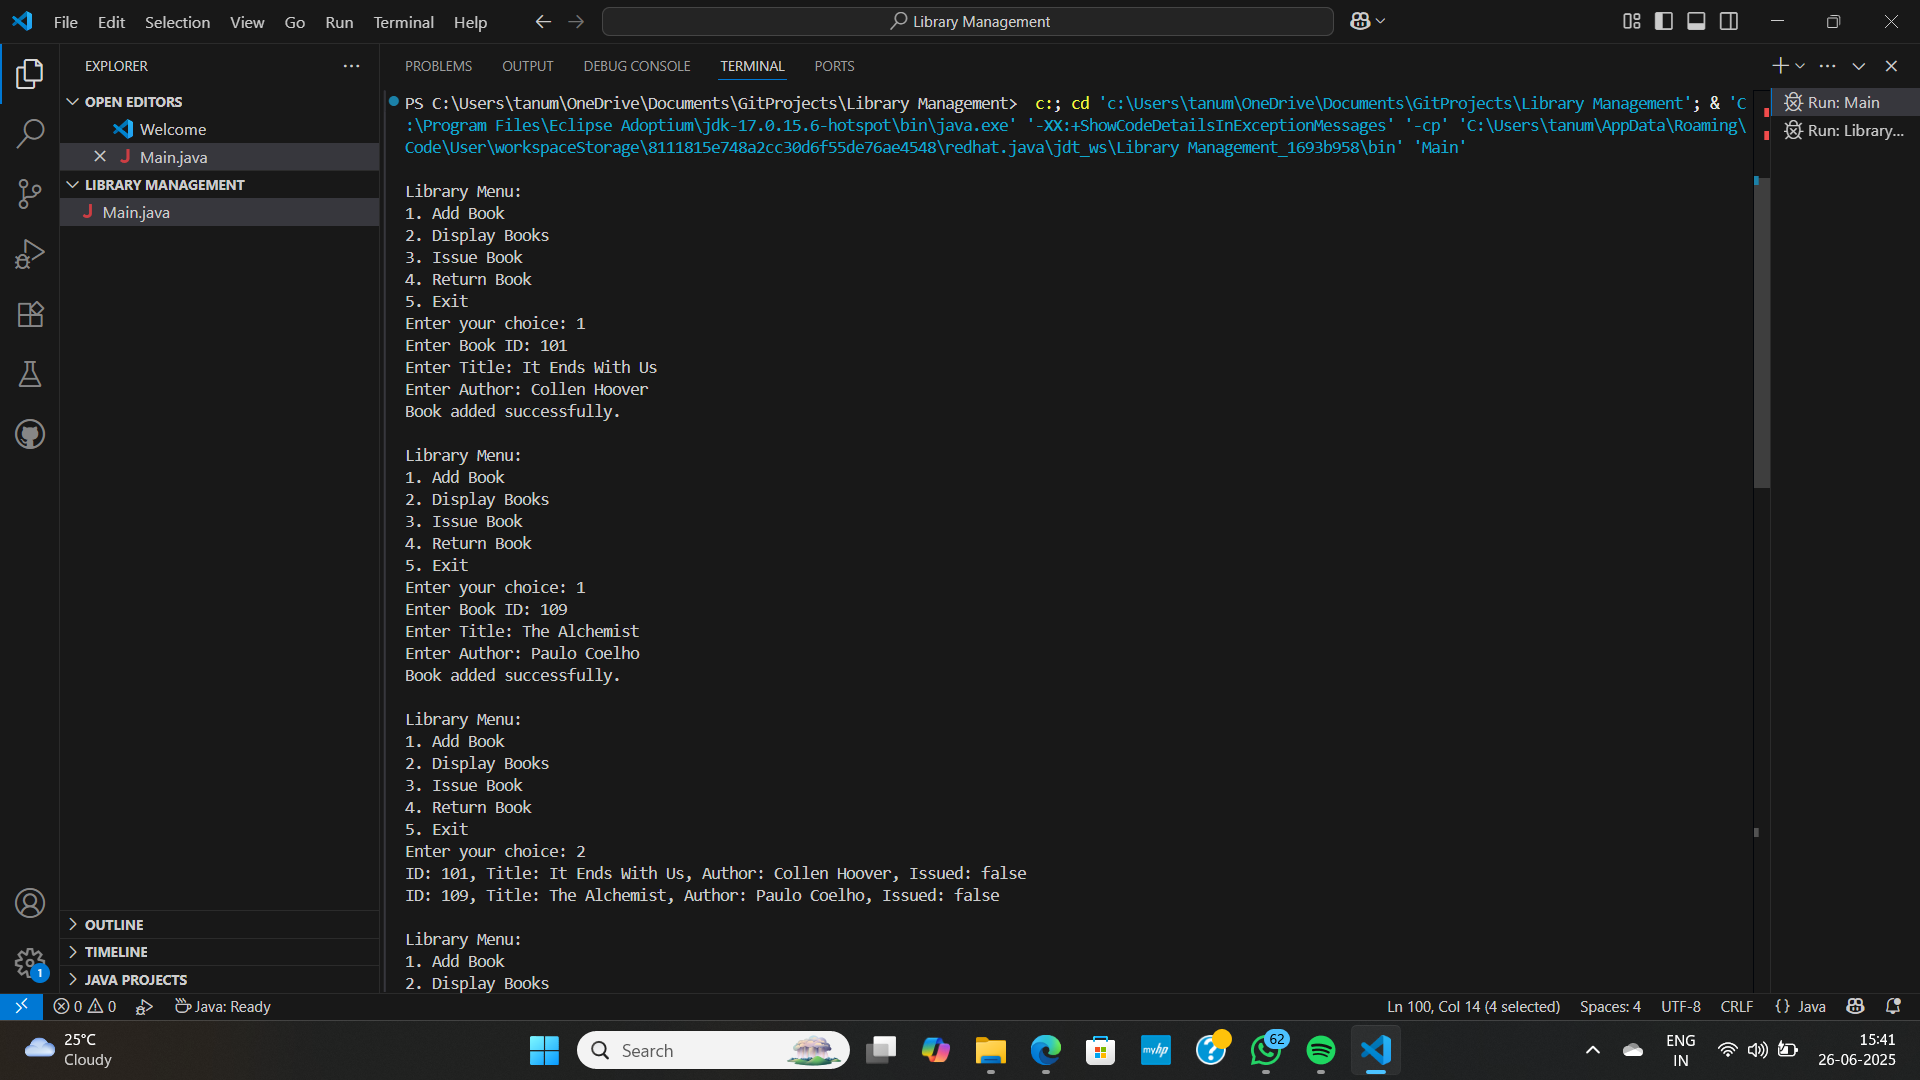 File Edit Selection View Go Run Terminal Help
Library Management
EXPLORER
OPEN EDITORS
Welcome
Main.java
LIBRARY MANAGEMENT
Main.java
OUTLINE
TIMELINE
JAVA PROJECTS
1
PROBLEMS OUTPUT DEBUG CONSOLE TERMINAL PORTS
PS C:\Users\tanum\OneDrive\Documents\GitProjects\Library Management>  c:; cd 'c:\Users\tanum\OneDrive\Documents\GitProjects\Library Management'; & 'C
:\Program Files\Eclipse Adoptium\jdk-17.0.15.6-hotspot\bin\java.exe' '-XX:+ShowCodeDetailsInExceptionMessages' '-cp' 'C:\Users\tanum\AppData\Roaming\
Code\User\workspaceStorage\8111815e748a2cc30d6f55de76ae4548\redhat.java\jdt_ws\Library Management_1693b958\bin' 'Main'
Library Menu:
1. Add Book
2. Display Books
3. Issue Book
4. Return Book
5. Exit
Enter your choice: 1
Enter Book ID: 101
Enter Title: It Ends With Us
Enter Author: Collen Hoover
Book added successfully.
Library Menu:
1. Add Book
2. Display Books
3. Issue Book
4. Return Book
5. Exit
Enter your choice: 1
Enter Book ID: 109
Enter Title: The Alchemist
Enter Author: Paulo Coelho
Book added successfully.
Library Menu:
1. Add Book
2. Display Books
3. Issue Book
4. Return Book
5. Exit
Enter your choice: 2
ID: 101, Title: It Ends With Us, Author: Collen Hoover, Issued: false
ID: 109, Title: The Alchemist, Author: Paulo Coelho, Issued: false
Library Menu:
1. Add Book
2. Display Books
Run: Main
Run: Library...
0 0 Java: Ready
Ln 100, Col 14 (4 selected) Spaces: 4 UTF-8 CRLF {} Java
25°C
Cloudy
Search
myhp
62
ENG
IN
15:41
26-06-2025